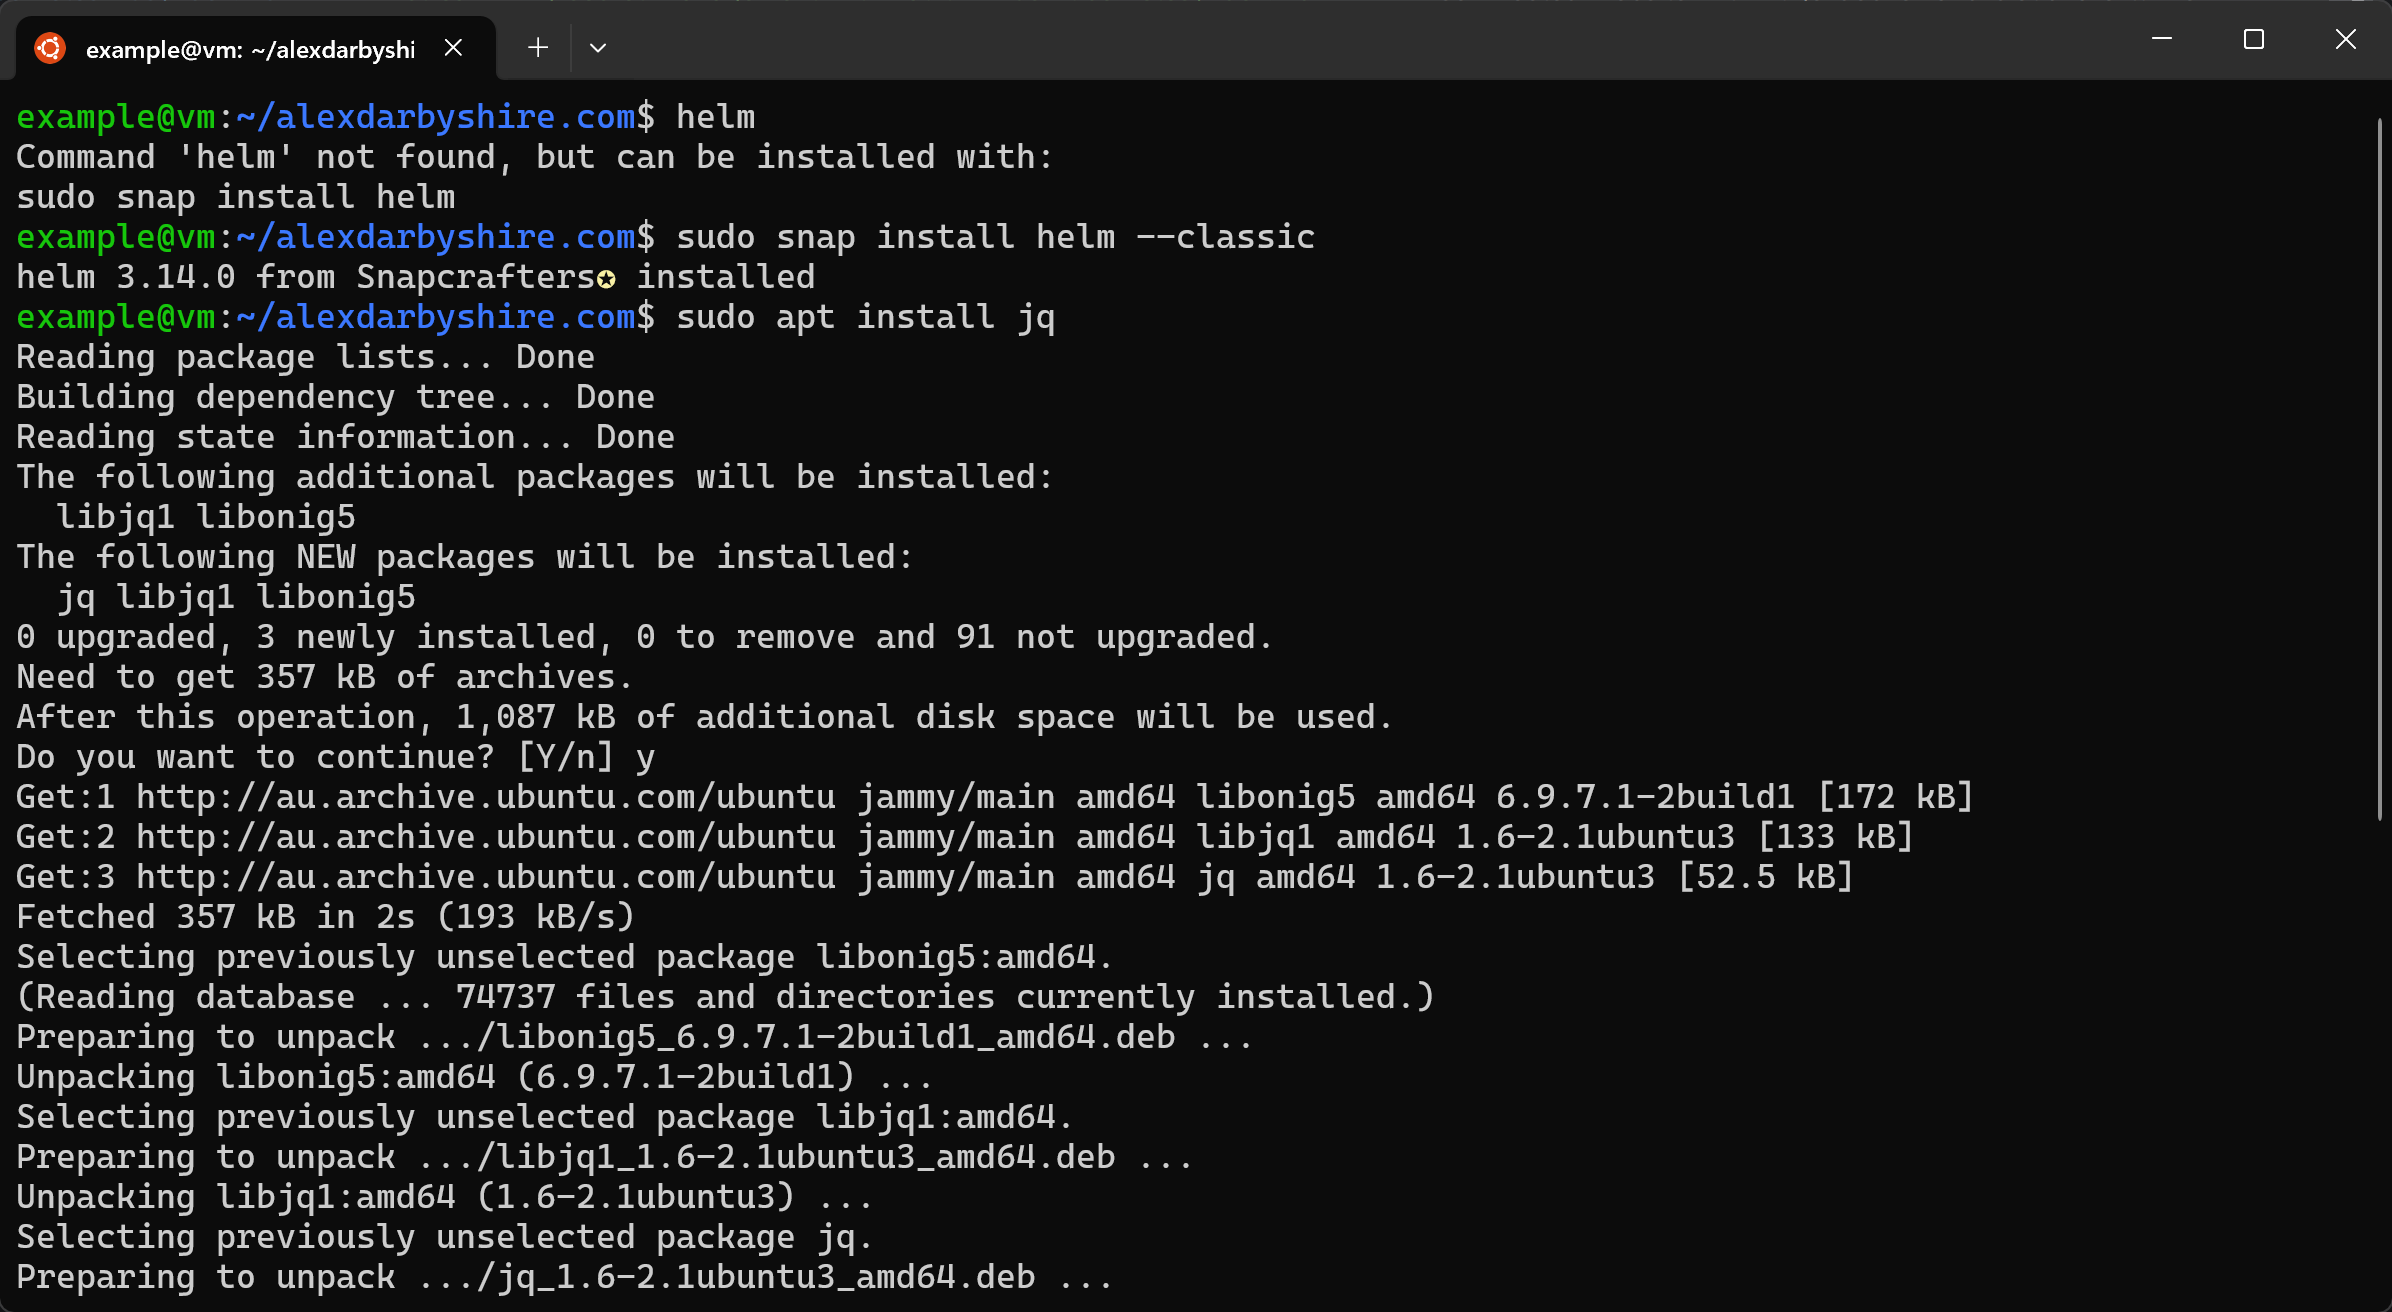 example@vm: ~/alexdarbyshi
example@vm:~/alexdarbyshire.com$ helm
Command 'helm' not found, but can be installed with:
sudo snap install helm
example@vm:~/alexdarbyshire.com$ sudo snap install helm --classic
helm 3.14.0 from Snapcrafters✪ installed
example@vm:~/alexdarbyshire.com$ sudo apt install jq
Reading package lists... Done
Building dependency tree... Done
Reading state information... Done
The following additional packages will be installed:
  libjq1 libonig5
The following NEW packages will be installed:
  jq libjq1 libonig5
0 upgraded, 3 newly installed, 0 to remove and 91 not upgraded.
Need to get 357 kB of archives.
After this operation, 1,087 kB of additional disk space will be used.
Do you want to continue? [Y/n] y
Get:1 http://au.archive.ubuntu.com/ubuntu jammy/main amd64 libonig5 amd64 6.9.7.1-2build1 [172 kB]
Get:2 http://au.archive.ubuntu.com/ubuntu jammy/main amd64 libjq1 amd64 1.6-2.1ubuntu3 [133 kB]
Get:3 http://au.archive.ubuntu.com/ubuntu jammy/main amd64 jq amd64 1.6-2.1ubuntu3 [52.5 kB]
Fetched 357 kB in 2s (193 kB/s)
Selecting previously unselected package libonig5:amd64.
(Reading database ... 74737 files and directories currently installed.)
Preparing to unpack .../libonig5_6.9.7.1-2build1_amd64.deb ...
Unpacking libonig5:amd64 (6.9.7.1-2build1) ...
Selecting previously unselected package libjq1:amd64.
Preparing to unpack .../libjq1_1.6-2.1ubuntu3_amd64.deb ...
Unpacking libjq1:amd64 (1.6-2.1ubuntu3) ...
Selecting previously unselected package jq.
Preparing to unpack .../jq_1.6-2.1ubuntu3_amd64.deb ...